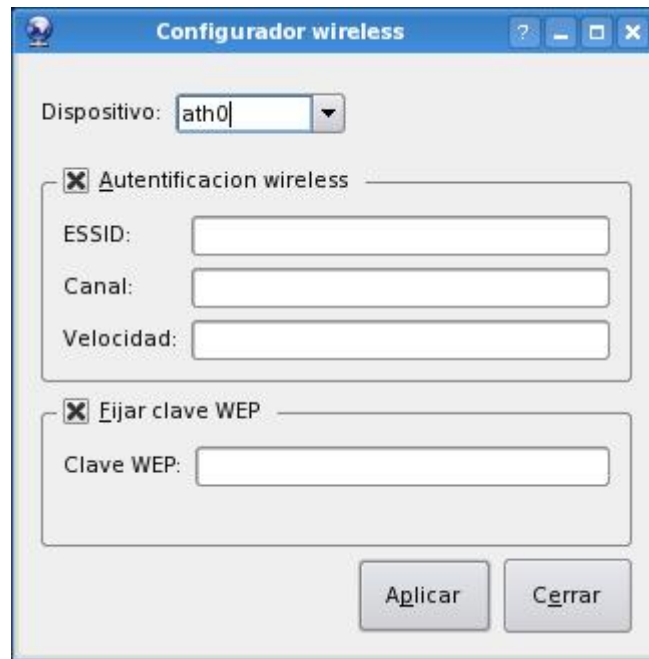 Configurador wireless
Dispositivo: ath0
Autentificacion wireless
ESSID:
Canal:
Velocidad:
Fijar clave WEP
Clave WEP:
Aplicar Cerrar